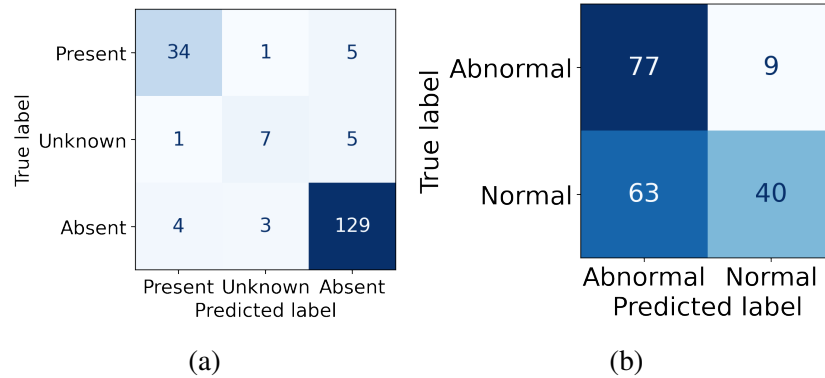 True label
Present 34 1 5
Unknown 1 7 5
Absent 4 3 129
Present Unknown Absent
Predicted label
(a)
True label
Abnormal 77 9
Normal 63 40
Abnormal Normal
Predicted label
(b)